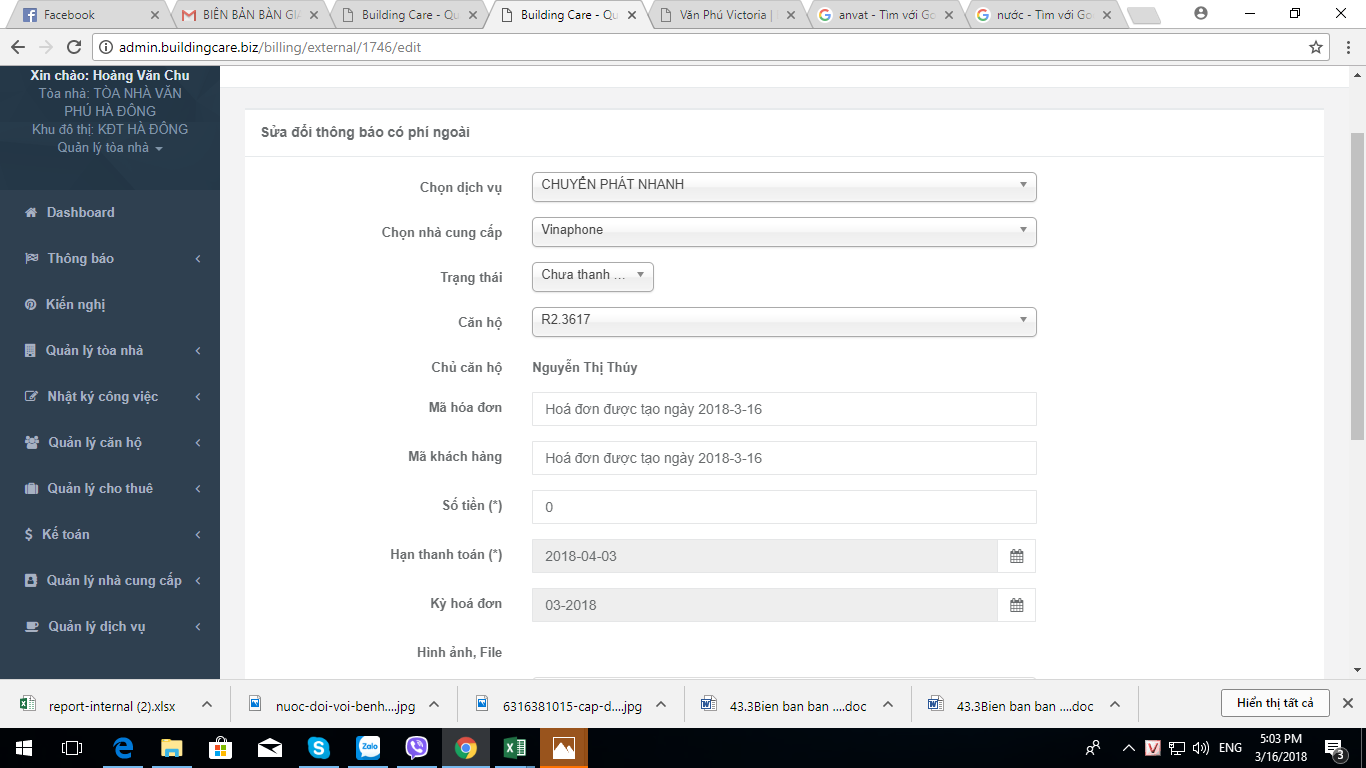 Facebook
BIÊN BẢN BÀN GI
Building Care - Qu
Building Care - Qu
Văn Phú Victoria |
anvat - Tìm với Go
nước - Tìm với Go
admin.buildingcare.biz/billing/external/1746/edit
Xin chào: Hoàng Văn Chu
Tòa nhà: TÒA NHÀ VĂN
PHÚ HÀ ĐÔNG
Khu đô thị: KĐT HÀ ĐÔNG
Quản lý tòa nhà
Dashboard
Thông báo
Kiến nghị
Quản lý tòa nhà
Nhật ký công việc
Quản lý căn hộ
Quản lý cho thuê
Kế toán
Quản lý nhà cung cấp
Quản lý dịch vụ
Sửa đổi thông báo có phí ngoài
Chọn dịch vụ
CHUYỂN PHÁT NHANH
Chọn nhà cung cấp
Vinaphone
Trạng thái
Chưa thanh ...
Căn hộ
R2.3617
Chủ căn hộ
Nguyễn Thị Thúy
Mã hóa đơn
Hoá đơn được tạo ngày 2018-3-16
Mã khách hàng
Hoá đơn được tạo ngày 2018-3-16
Số tiền (*)
0
Hạn thanh toán (*)
2018-04-03
Kỳ hoá đơn
03-2018
Hình ảnh, File
report-internal (2).xlsx
nuoc-doi-voi-benh....jpg
6316381015-cap-d....jpg
43.3Bien ban ban ....doc
43.3Bien ban ban ....doc
Hiển thị tất cả
Zalo
ENG
5:03 PM
3/16/2018
3